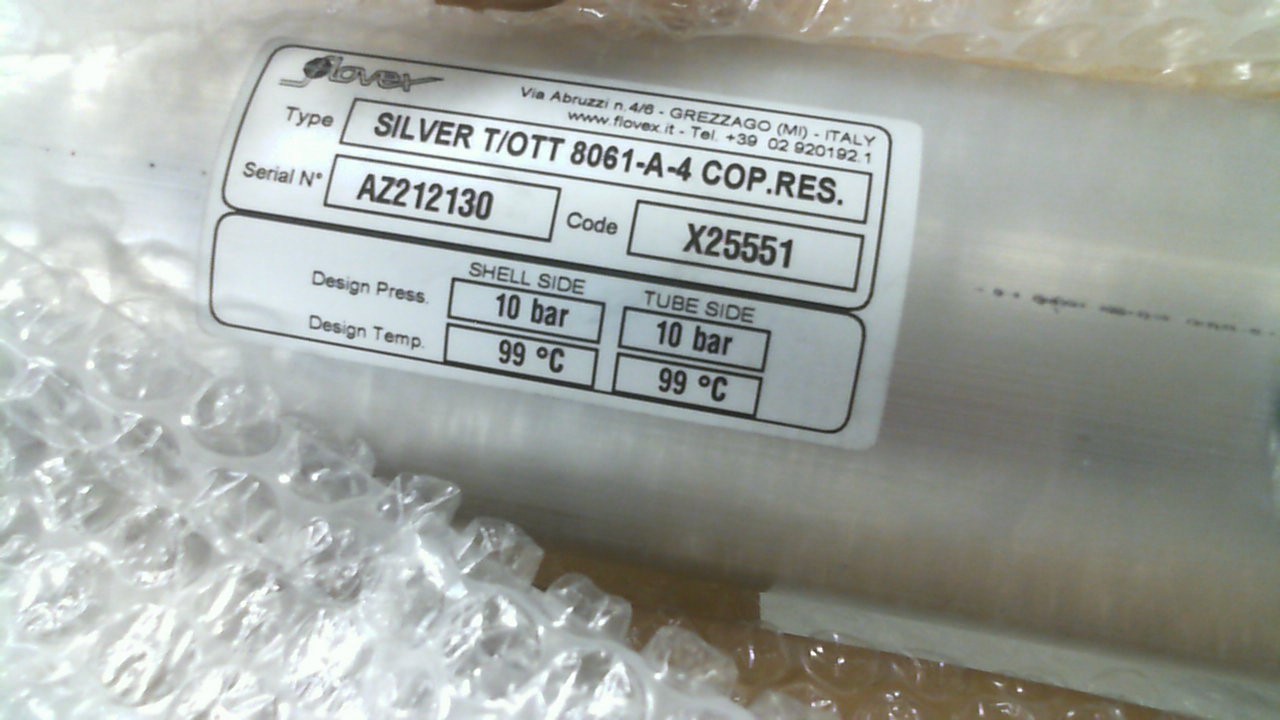 flovex
Via Abruzzi n.4/6 - GREZZAGO (MI) - ITALY
www.flovex.it - Tel. +39 02 920192.1
Type SILVER T/OTT 8061-A-4 COP.RES.
Serial N° AZ212130 Code X25551
SHELL SIDE TUBE SIDE
Design Press. 10 bar 10 bar
Design Temp. 99 °C 99 °C